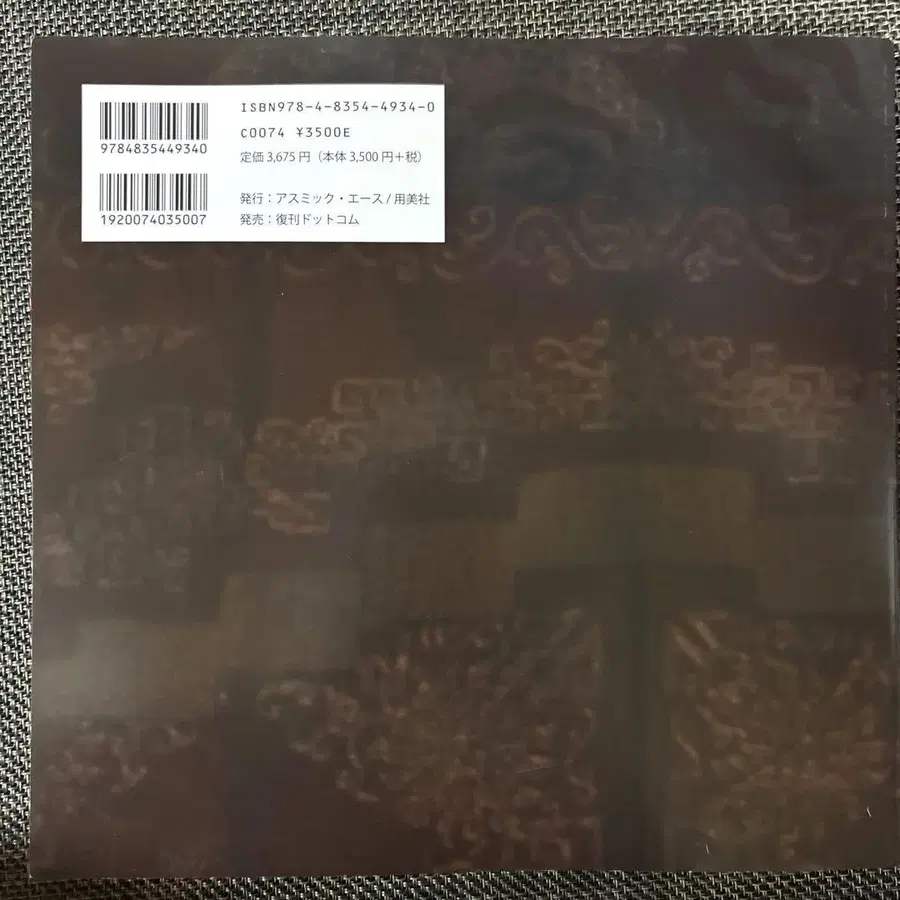 ISBN978-4-8354-4934-0
9784835449340
C0074 ¥3500E
定価 3,675 円（本体 3,500 円＋税）
1920074035007
発行：アスミック・エース / 用美社
発売：復刊ドットコム